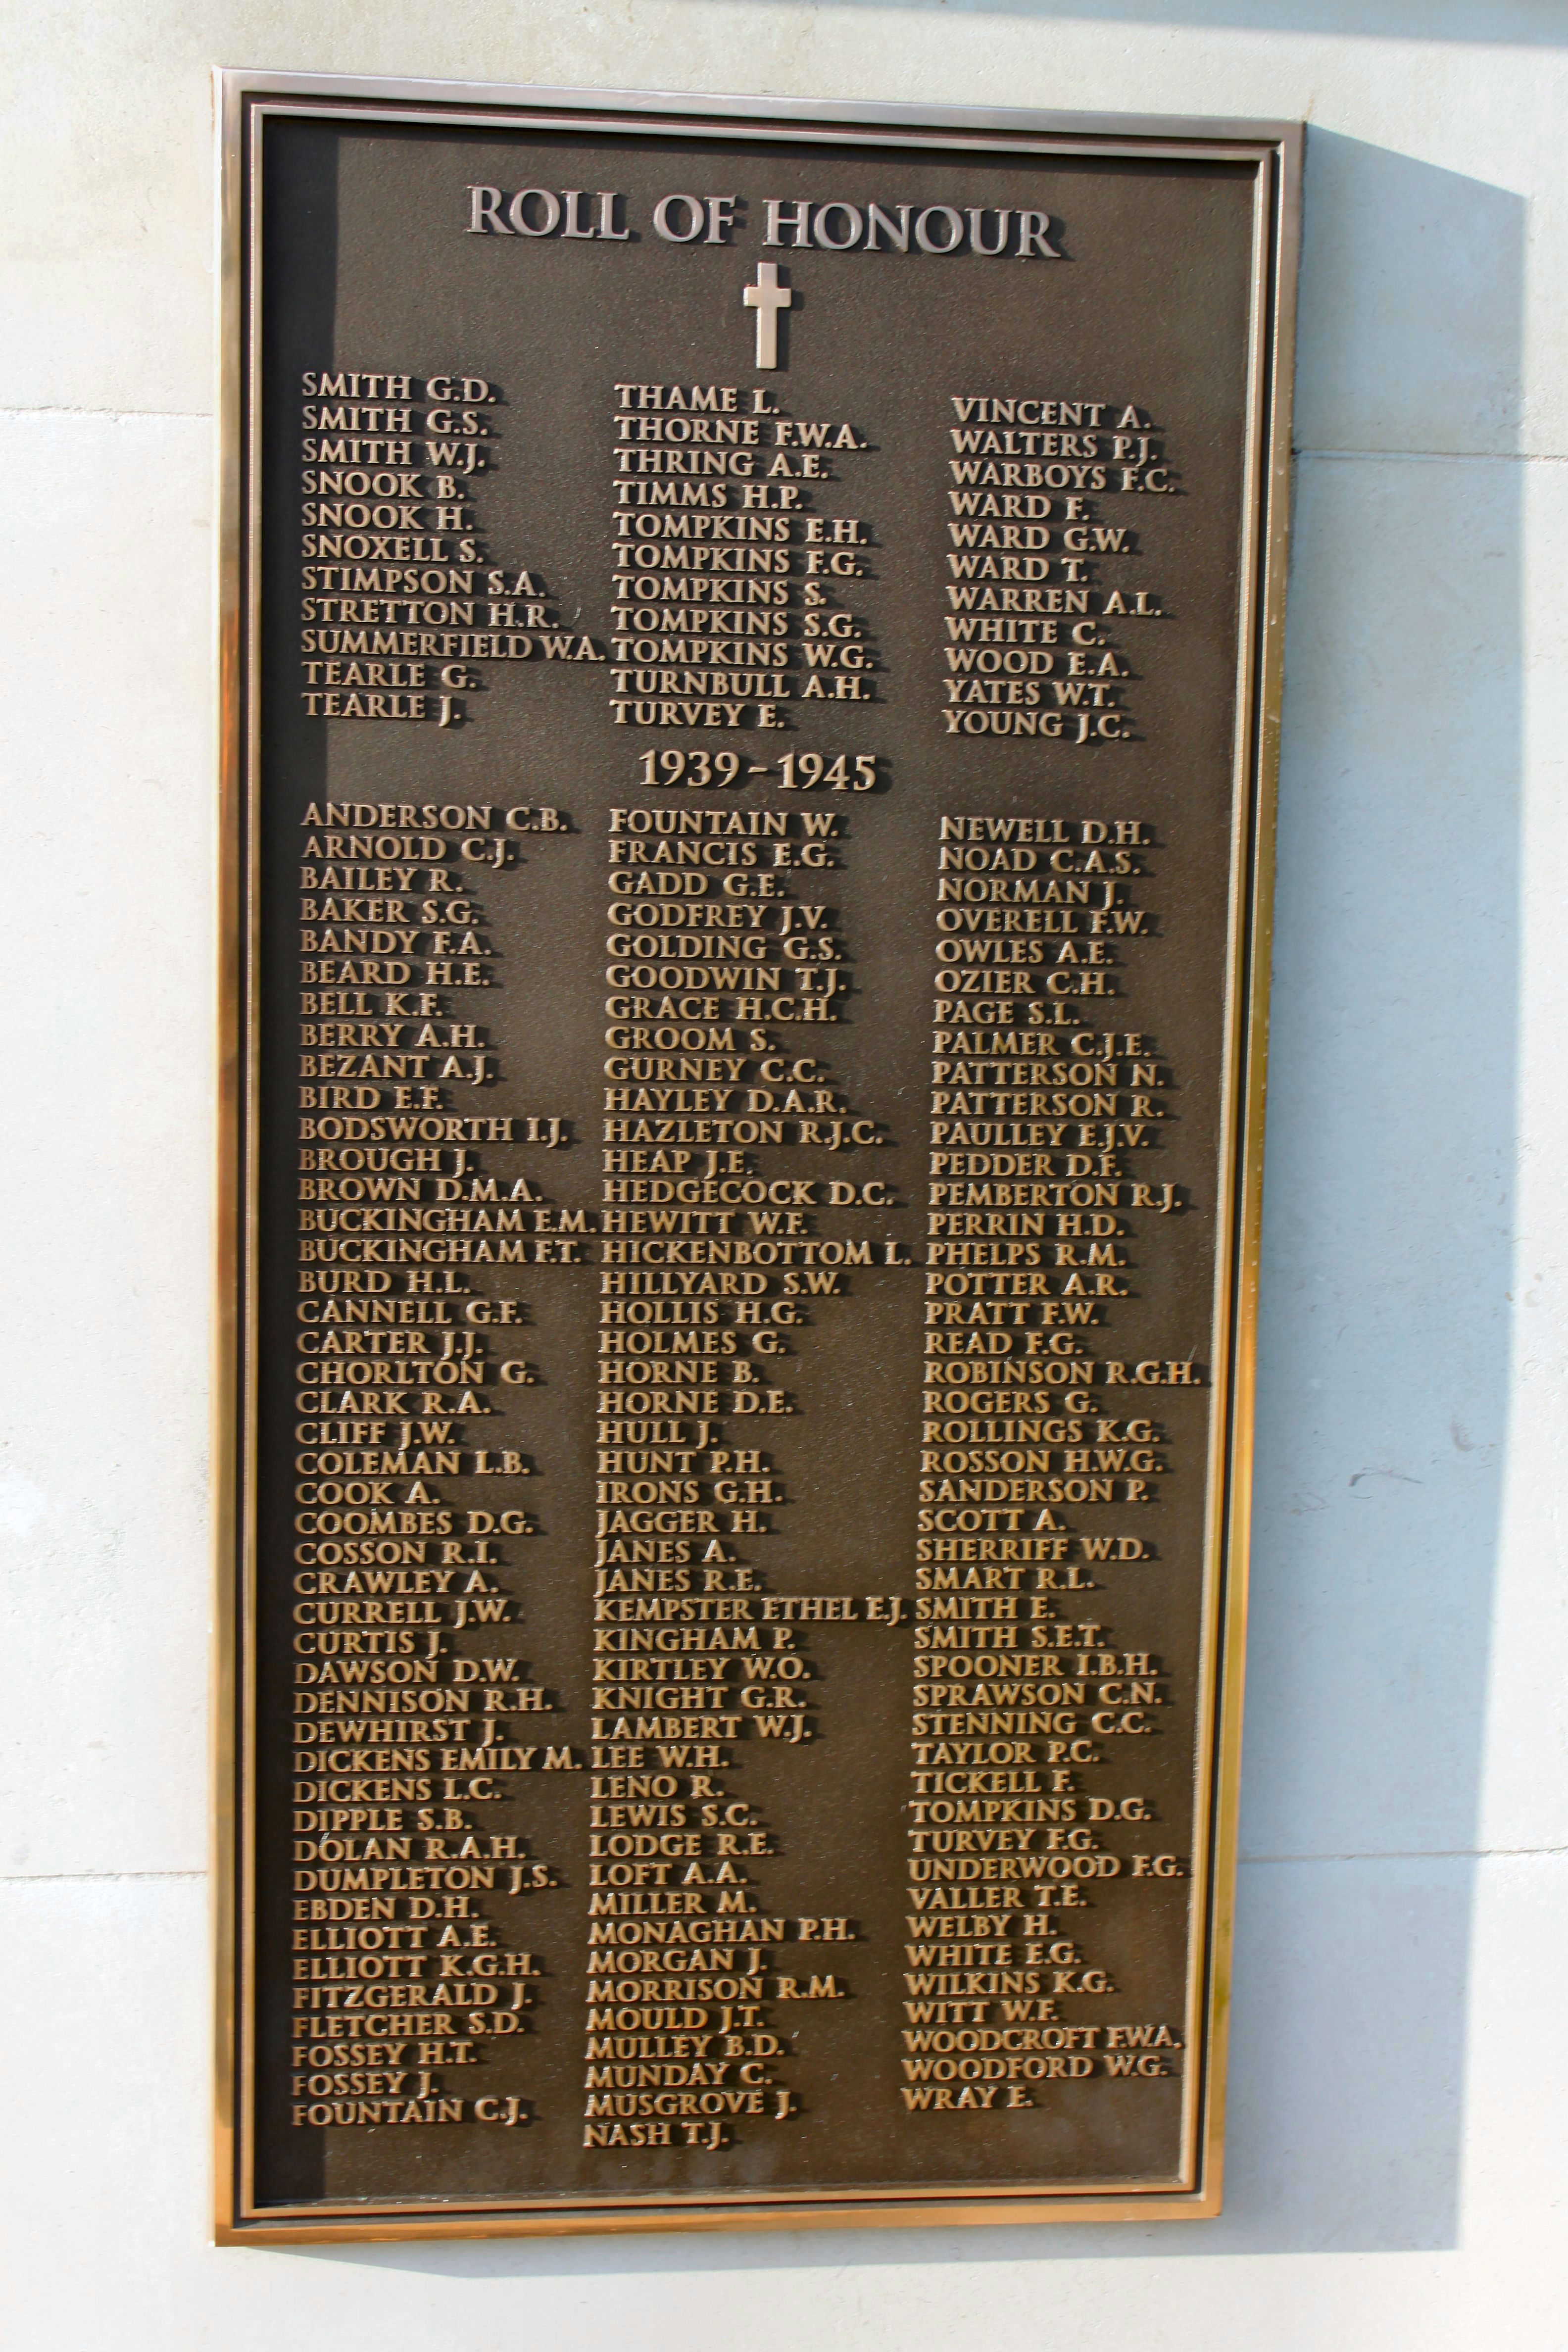 ROLL OF HONOUR
SMITH G.D.
SMITH G.S.
SMITH W.J.
SNOOK B.
SNOOK H.
SNOXELL S.
STIMPSON S.A.
STRETTON H.R.
SUMMERFIELD W.A.
TEARLE G.
TEARLE J.
THAME L.
THORNE F.W.A.
THRING A.E.
TIMMS H.P.
TOMPKINS E.H.
TOMPKINS F.G.
TOMPKINS S.
TOMPKINS S.G.
TOMPKINS W.G.
TURNBULL A.H.
TURVEY E.
VINCENT A.
WALTERS P.J.
WARBOYS F.C.
WARD F.
WARD G.W.
WARD T.
WARREN A.L.
WHITE C.
WOOD E.A.
YATES W.T.
YOUNG J.C.
1939-1945
ANDERSON C.B.
ARNOLD C.J.
BAILEY R.
BAKER S.G.
BANDY F.A.
BEARD H.E.
BELL K.F.
BERRY A.H.
BEZANT A.J.
BIRD E.F.
BODSWORTH I.J.
BROUGH J.
BROWN D.M.A.
BUCKINGHAM E.M.
BUCKINGHAM F.T.
BURD H.L.
CANNELL G.F.
CARTER J.J.
CHORLTON G.
CLARK R.A.
CLIFF J.W.
COLEMAN L.B.
COOK A.
COOMBES D.G.
COSSON R.I.
CRAWLEY A.
CURRELL J.W.
CURTIS J.
DAWSON D.W.
DENNISON R.H.
DEWHIRST J.
DICKENS EMILY M.
DICKENS L.C.
DIPPLE S.B.
DOLAN R.A.H.
DUMPLETON J.S.
EBDEN D.H.
ELLIOTT A.E.
ELLIOTT K.G.H.
FITZGERALD J.
FLETCHER S.D.
FOSSEY H.T.
FOSSEY J.
FOUNTAIN C.J.
FOUNTAIN W.
FRANCIS E.G.
GADD G.E.
GODFREY J.V.
GOLDING G.S.
GOODWIN T.J.
GRACE H.C.H.
GROOM S.
GURNEY C.C.
HAYLEY D.A.R.
HAZLETON R.J.C.
HEAP J.E.
HEDGECOCK D.C.
HEWITT W.F.
HICKENBOTTOM L.
HILLYARD S.W.
HOLLIS H.G.
HOLMES G.
HORNE B.
HORNE D.E.
HULL J.
HUNT P.H.
IRONS G.H.
JAGGER H.
JANES A.
JANES R.E.
KEMPSTER ETHEL E.J.
KINGHAM P.
KIRTLEY W.O.
KNIGHT G.R.
LAMBERT W.J.
LEE W.H.
LENO R.
LEWIS S.C.
LODGE R.E.
LOFT A.A.
MILLER M.
MONAGHAN P.H.
MORGAN J.
MORRISON R.M.
MOULD J.T.
MULLEY B.D.
MUNDAY C.
MUSGROVE J.
NASH T.J.
NEWELL D.H.
NOAD C.A.S.
NORMAN J.
OVERELL F.W.
OWLES A.E.
OZIER C.H.
PAGE S.L.
PALMER C.J.E.
PATTERSON N.
PATTERSON R.
PAULLEY E.J.V.
PEDDER D.F.
PEMBERTON R.J.
PERRIN H.D.
PHELPS R.M.
POTTER A.R.
PRATT F.W.
READ F.G.
ROBINSON R.G.H.
ROGERS G.
ROLLINGS K.G.
ROSSON H.W.G.
SANDERSON P.
SCOTT A.
SHERRIFF W.D.
SMART R.L.
SMITH E.
SMITH S.E.T.
SPOONER I.B.H.
SPRAWSON C.N.
STENNING C.C.
TAYLOR P.C.
TICKELL F.
TOMPKINS D.G.
TURVEY F.G.
UNDERWOOD F.G.
VALLER T.E.
WELBY H.
WHITE E.G.
WILKINS K.G.
WITT W.F.
WOODCROFT F.W.A.
WOODFORD W.G.
WRAY E.